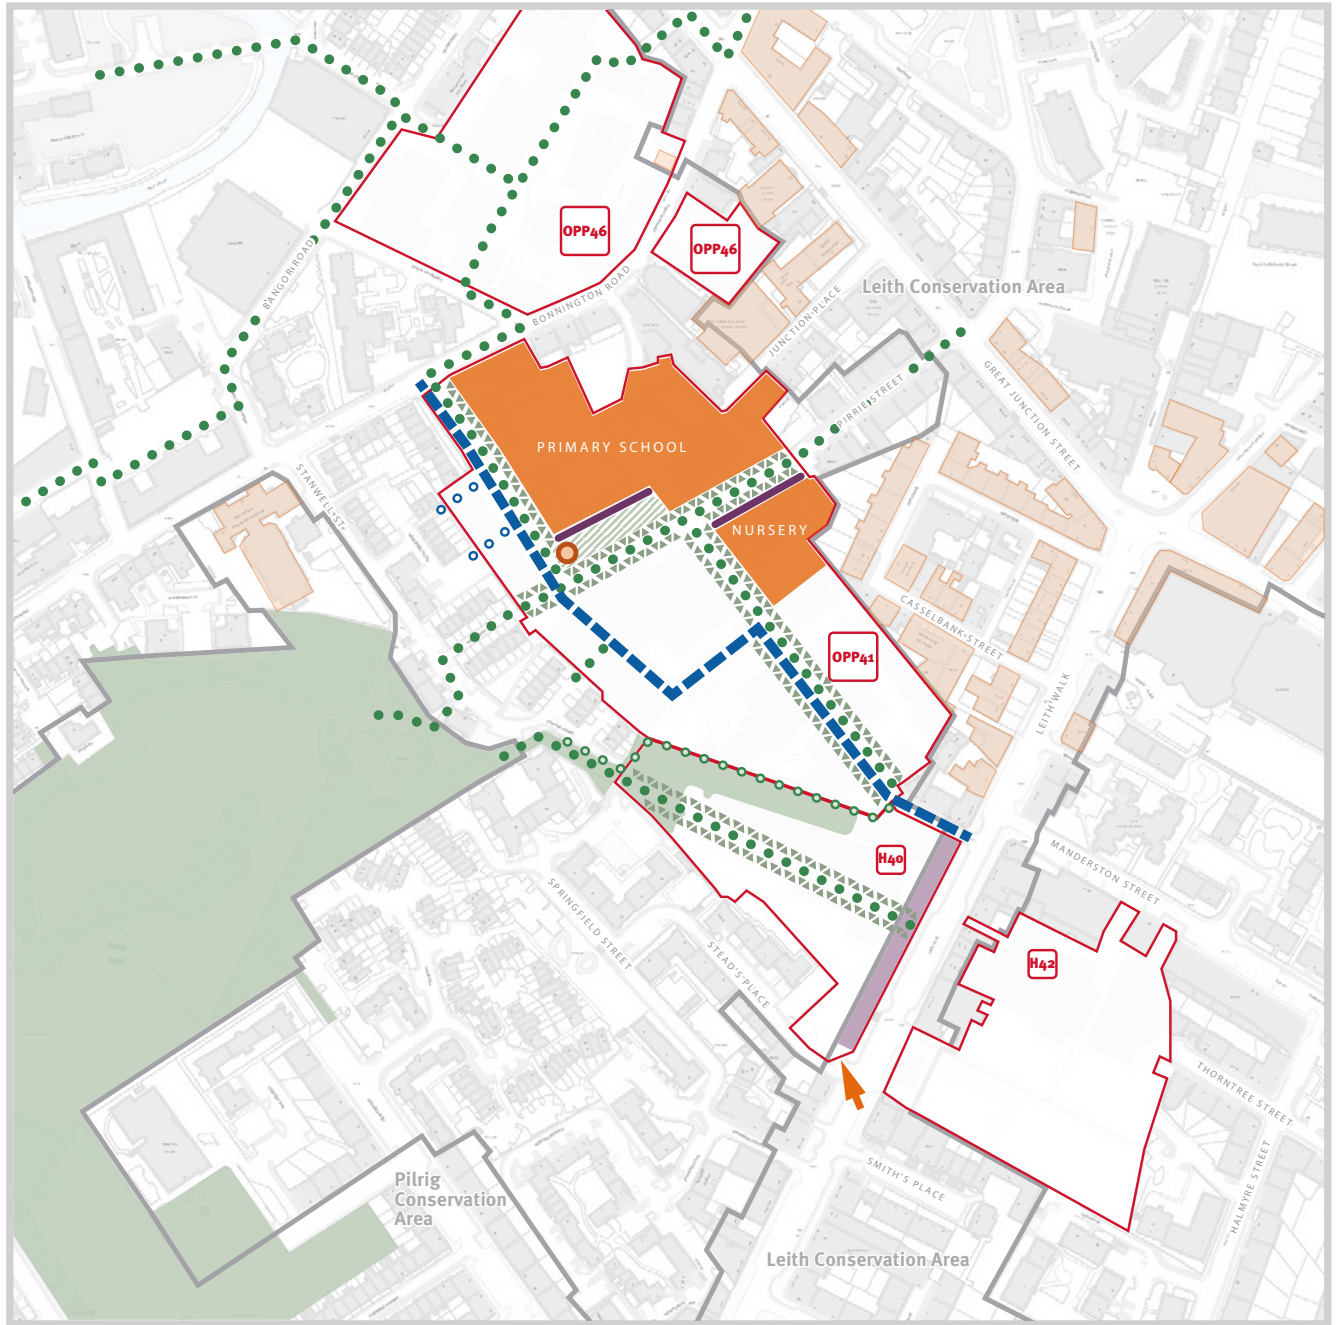 OPP46
OPP46
BANGOR ROAD
BONNINGTON ROAD
Leith Conservation Area
JUNCTION PLACE
PIRRIE STREET
GREAT JUNCTION STREET
PRIMARY SCHOOL
STANWELL ST
NURSERY
CASSELBANK STREET
OPP41
LEITH WALK
H40
MANDERSTON STREET
SPRINGFIELD STREET
STEAD'S PLACE
Pilrig
Park
H42
THORNTREE STREET
SMITH'S PLACE
HALMYRE STREET
Pilrig
Conservation
Area
Leith Conservation Area